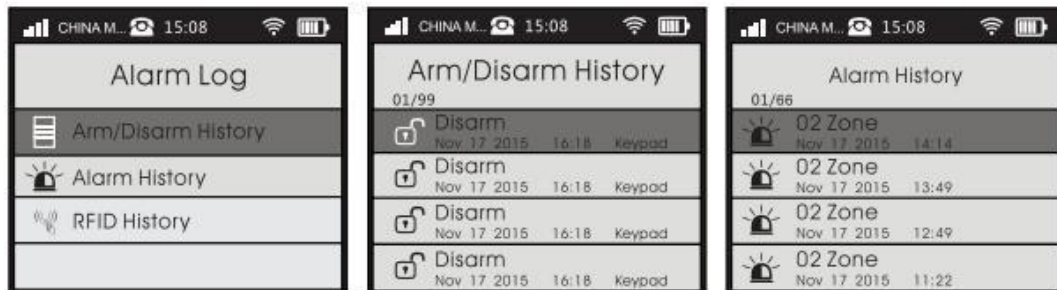 CHINA M... 15:08
Alarm Log
Arm/Disarm History
Alarm History
RFID History
CHINA M... 15:08
Arm/Disarm History
01/99
Disarm
Nov 17 2015 16:18 Keypad
Disarm
Nov 17 2015 16:18 Keypad
Disarm
Nov 17 2015 16:18 Keypad
Disarm
Nov 17 2015 16:18 Keypad
CHINA M... 15:08
Alarm History
01/66
02 Zone
Nov 17 2015 14:14
02 Zone
Nov 17 2015 13:49
02 Zone
Nov 17 2015 12:49
02 Zone
Nov 17 2015 11:22